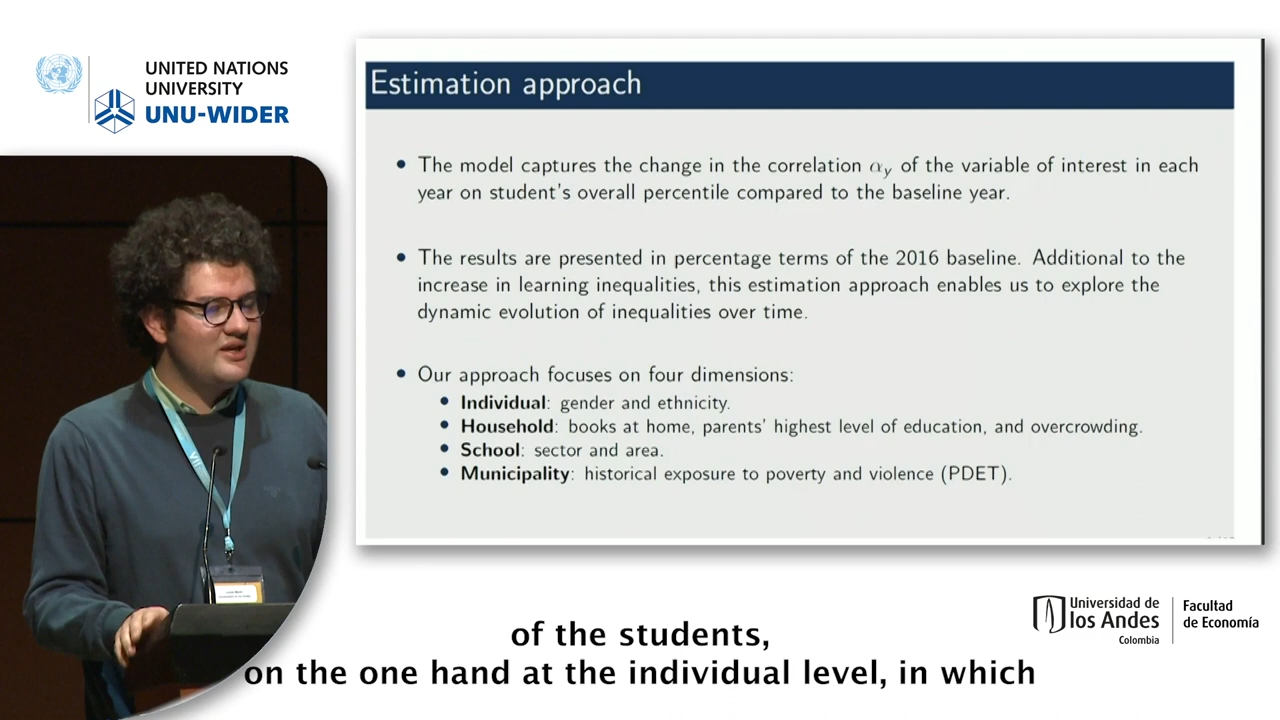 UNITED NATIONS
UNIVERSITY
UNU-WIDER
Estimation approach
• The model captures the change in the correlation αy of the variable of interest in each
year on student's overall percentile compared to the baseline year.
• The results are presented in percentage terms of the 2016 baseline. Additional to the
increase in learning inequalities, this estimation approach enables us to explore the
dynamic evolution of inequalities over time.
• Our approach focuses on four dimensions:
• Individual: gender and ethnicity.
• Household: books at home, parents' highest level of education, and overcrowding.
• School: sector and area.
• Municipality: historical exposure to poverty and violence (PDET).
Universidad de
los Andes
Colombia
Facultad
de Economía
of the students,
on the one hand at the individual level, in which